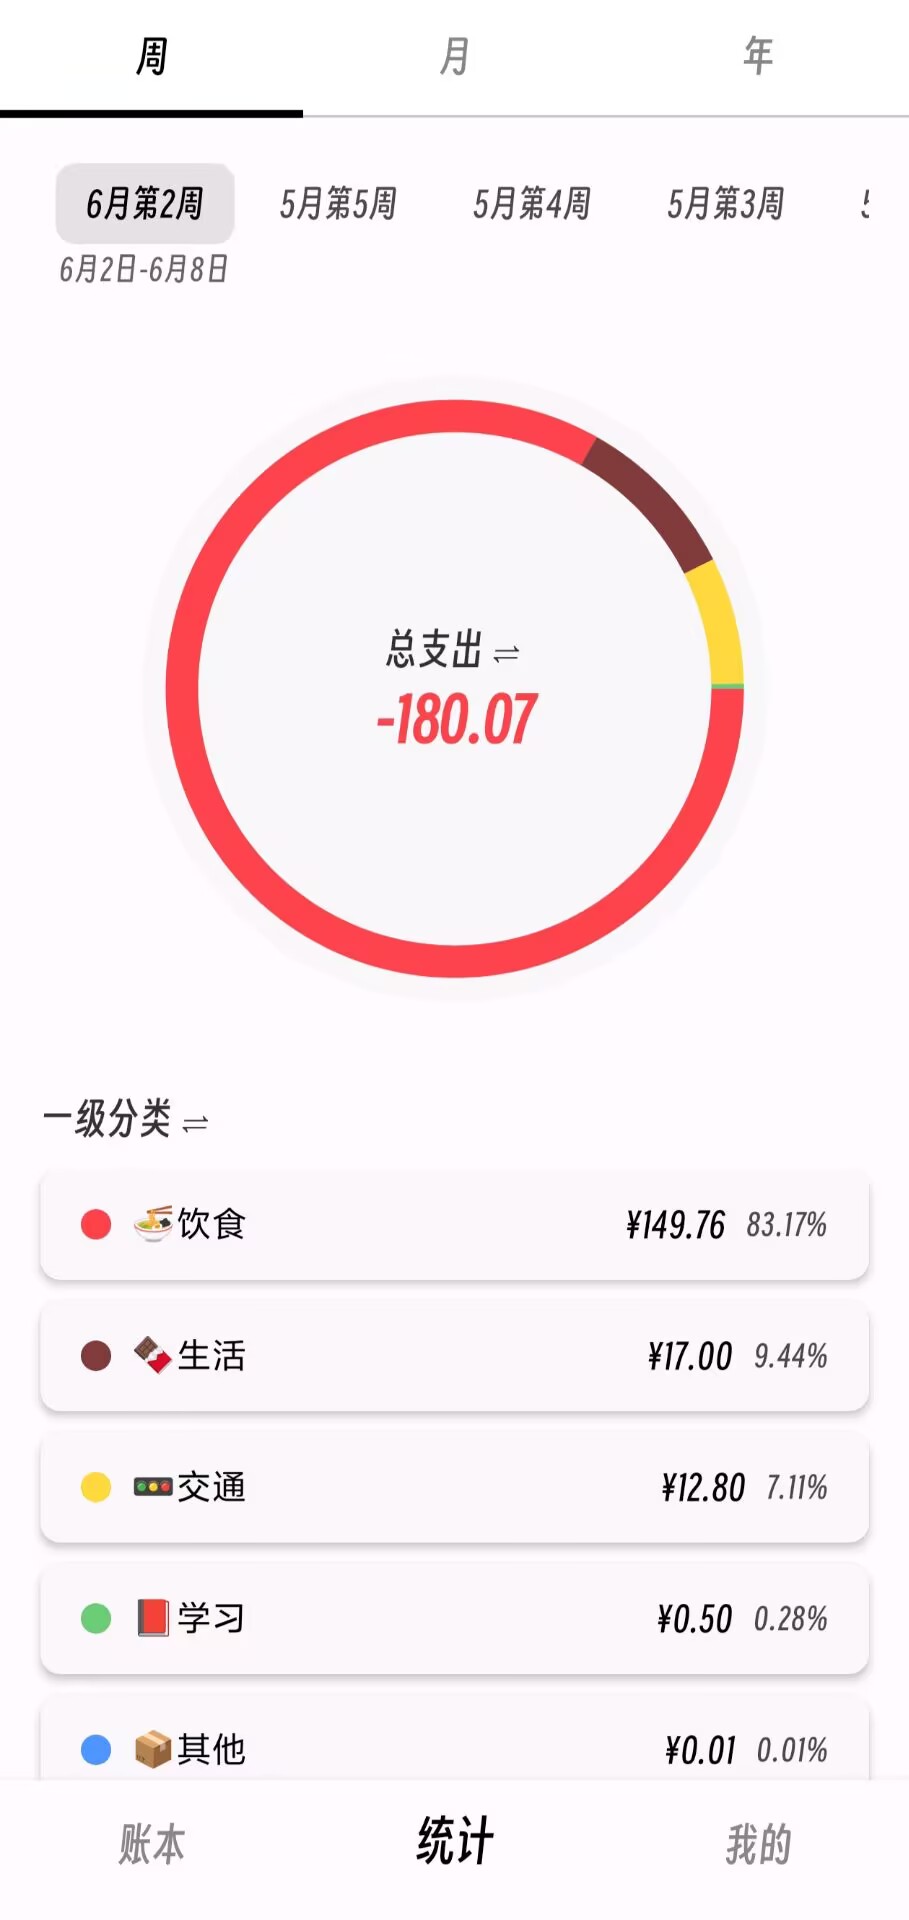 周 月 年
6月第2周 5月第5周 5月第4周 5月第3周
6月2日-6月8日
总支出 ⇌
-180.07
一级分类 ⇌
饮食 ¥149.76 83.17%
生活 ¥17.00 9.44%
交通 ¥12.80 7.11%
学习 ¥0.50 0.28%
其他 ¥0.01 0.01%
账本 统计 我的